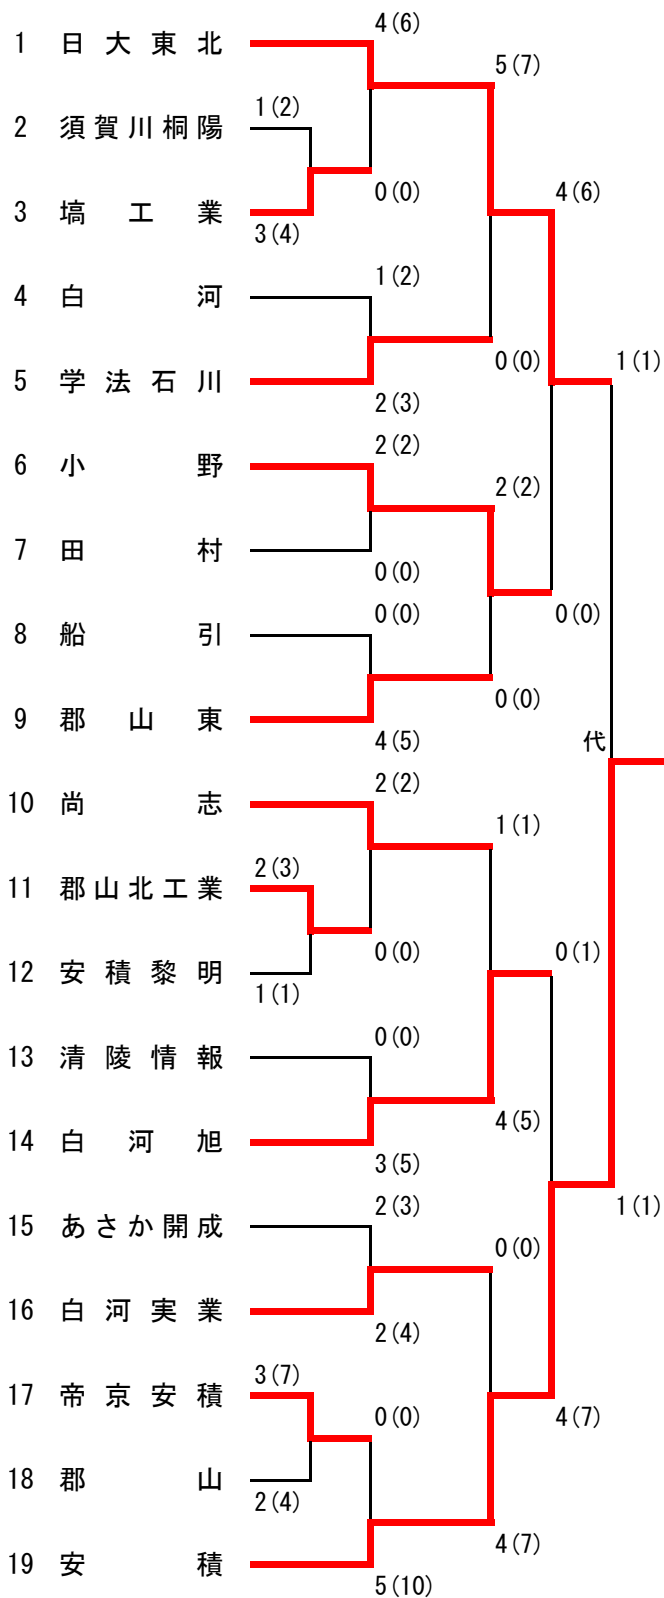 4(6)
1 日大東北
5(7)
1(2)
2 須賀川桐陽
0(0)
4(6)
3 塙工業
3(4)
1(2)
4 白河
0(0)
1(1)
5 学法石川
2(3)
2(2)
6 小野
2(2)
7 田村
0(0)
0(0)
0(0)
8 船引
0(0)
9 郡山東
4(5)
代
2(2)
10 尚志
1(1)
2(3)
11 郡山北工業
0(0)
0(1)
12 安積黎明
1(1)
0(0)
13 清陵情報
4(5)
14 白河旭
3(5)
2(3)
1(1)
15 あさか開成
0(0)
16 白河実業
2(4)
3(7)
17 帝京安積
0(0)
4(7)
18 郡山
2(4)
4(7)
19 安積
5(10)